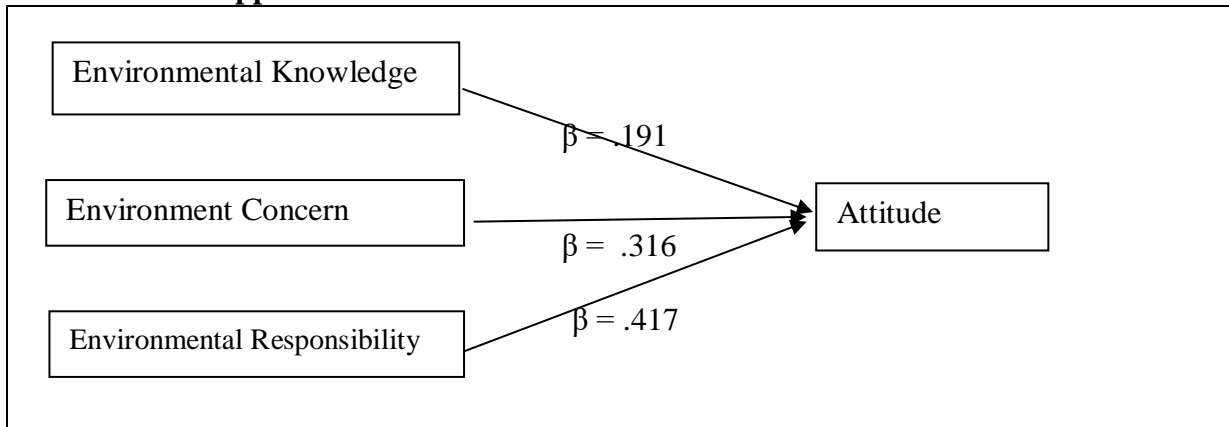 Environmental Knowledge
β = .191
Environment Concern
Attitude
β = .316
β = .417
Environmental Responsibility